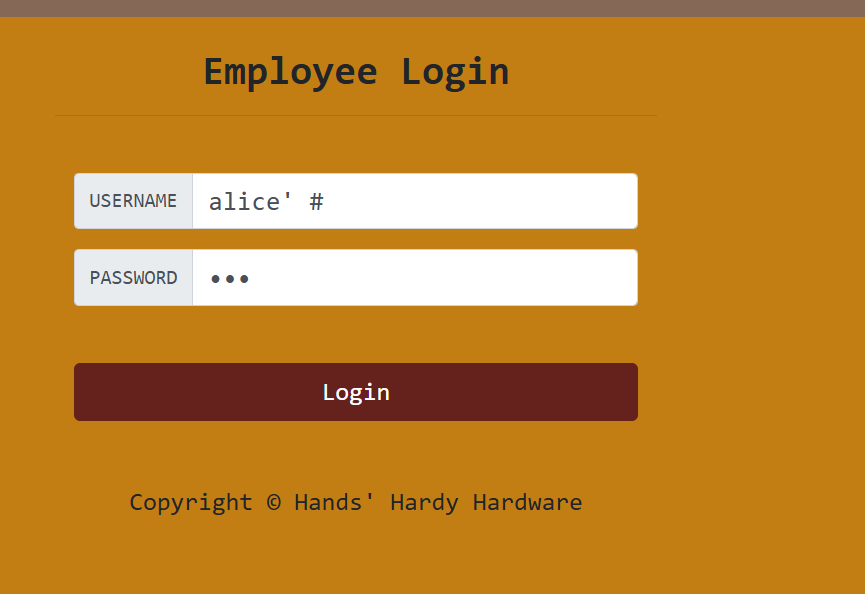 Employee Login
USERNAME alice' #
PASSWORD •••
Login
Copyright © Hands' Hardy Hardware